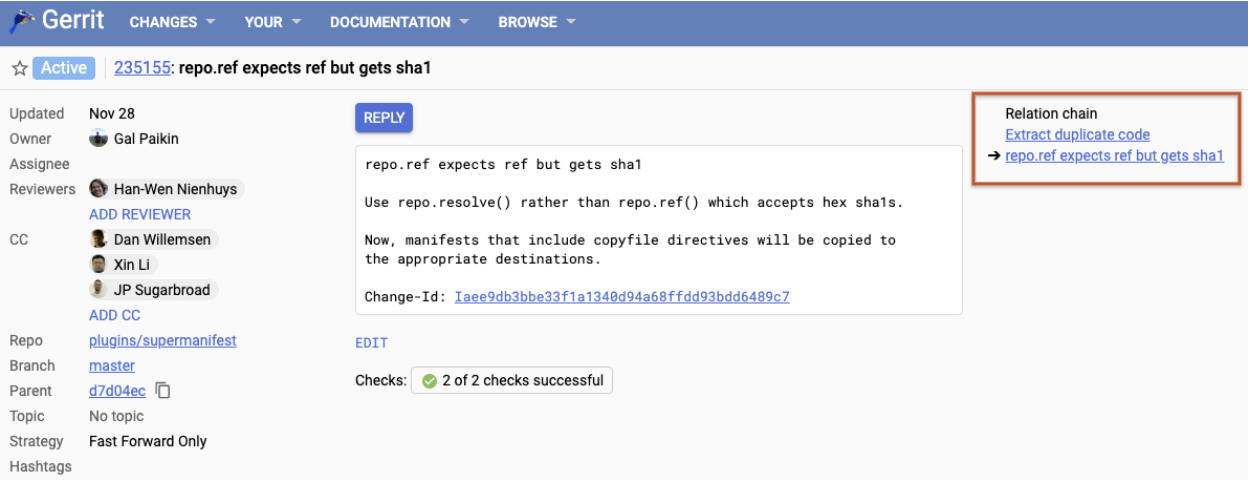 Gerrit CHANGES YOUR DOCUMENTATION BROWSE
Active 235155: repo.ref expects ref but gets sha1
Updated Nov 28
Owner Gal Paikin
Assignee
Reviewers Han-Wen Nienhuys
ADD REVIEWER
CC Dan Willemsen
Xin Li
JP Sugarbroad
ADD CC
Repo plugins/supermanifest
Branch master
Parent d7d04ec
Topic No topic
Strategy Fast Forward Only
Hashtags
REPLY
repo.ref expects ref but gets sha1
Use repo.resolve() rather than repo.ref() which accepts hex sha1s.
Now, manifests that include copyfile directives will be copied to
the appropriate destinations.
Change-Id: Iaee9db3bbe33f1a1340d94a68ffdd93bdd6489c7
EDIT
Checks: 2 of 2 checks successful
Relation chain
Extract duplicate code
→ repo.ref expects ref but gets sha1